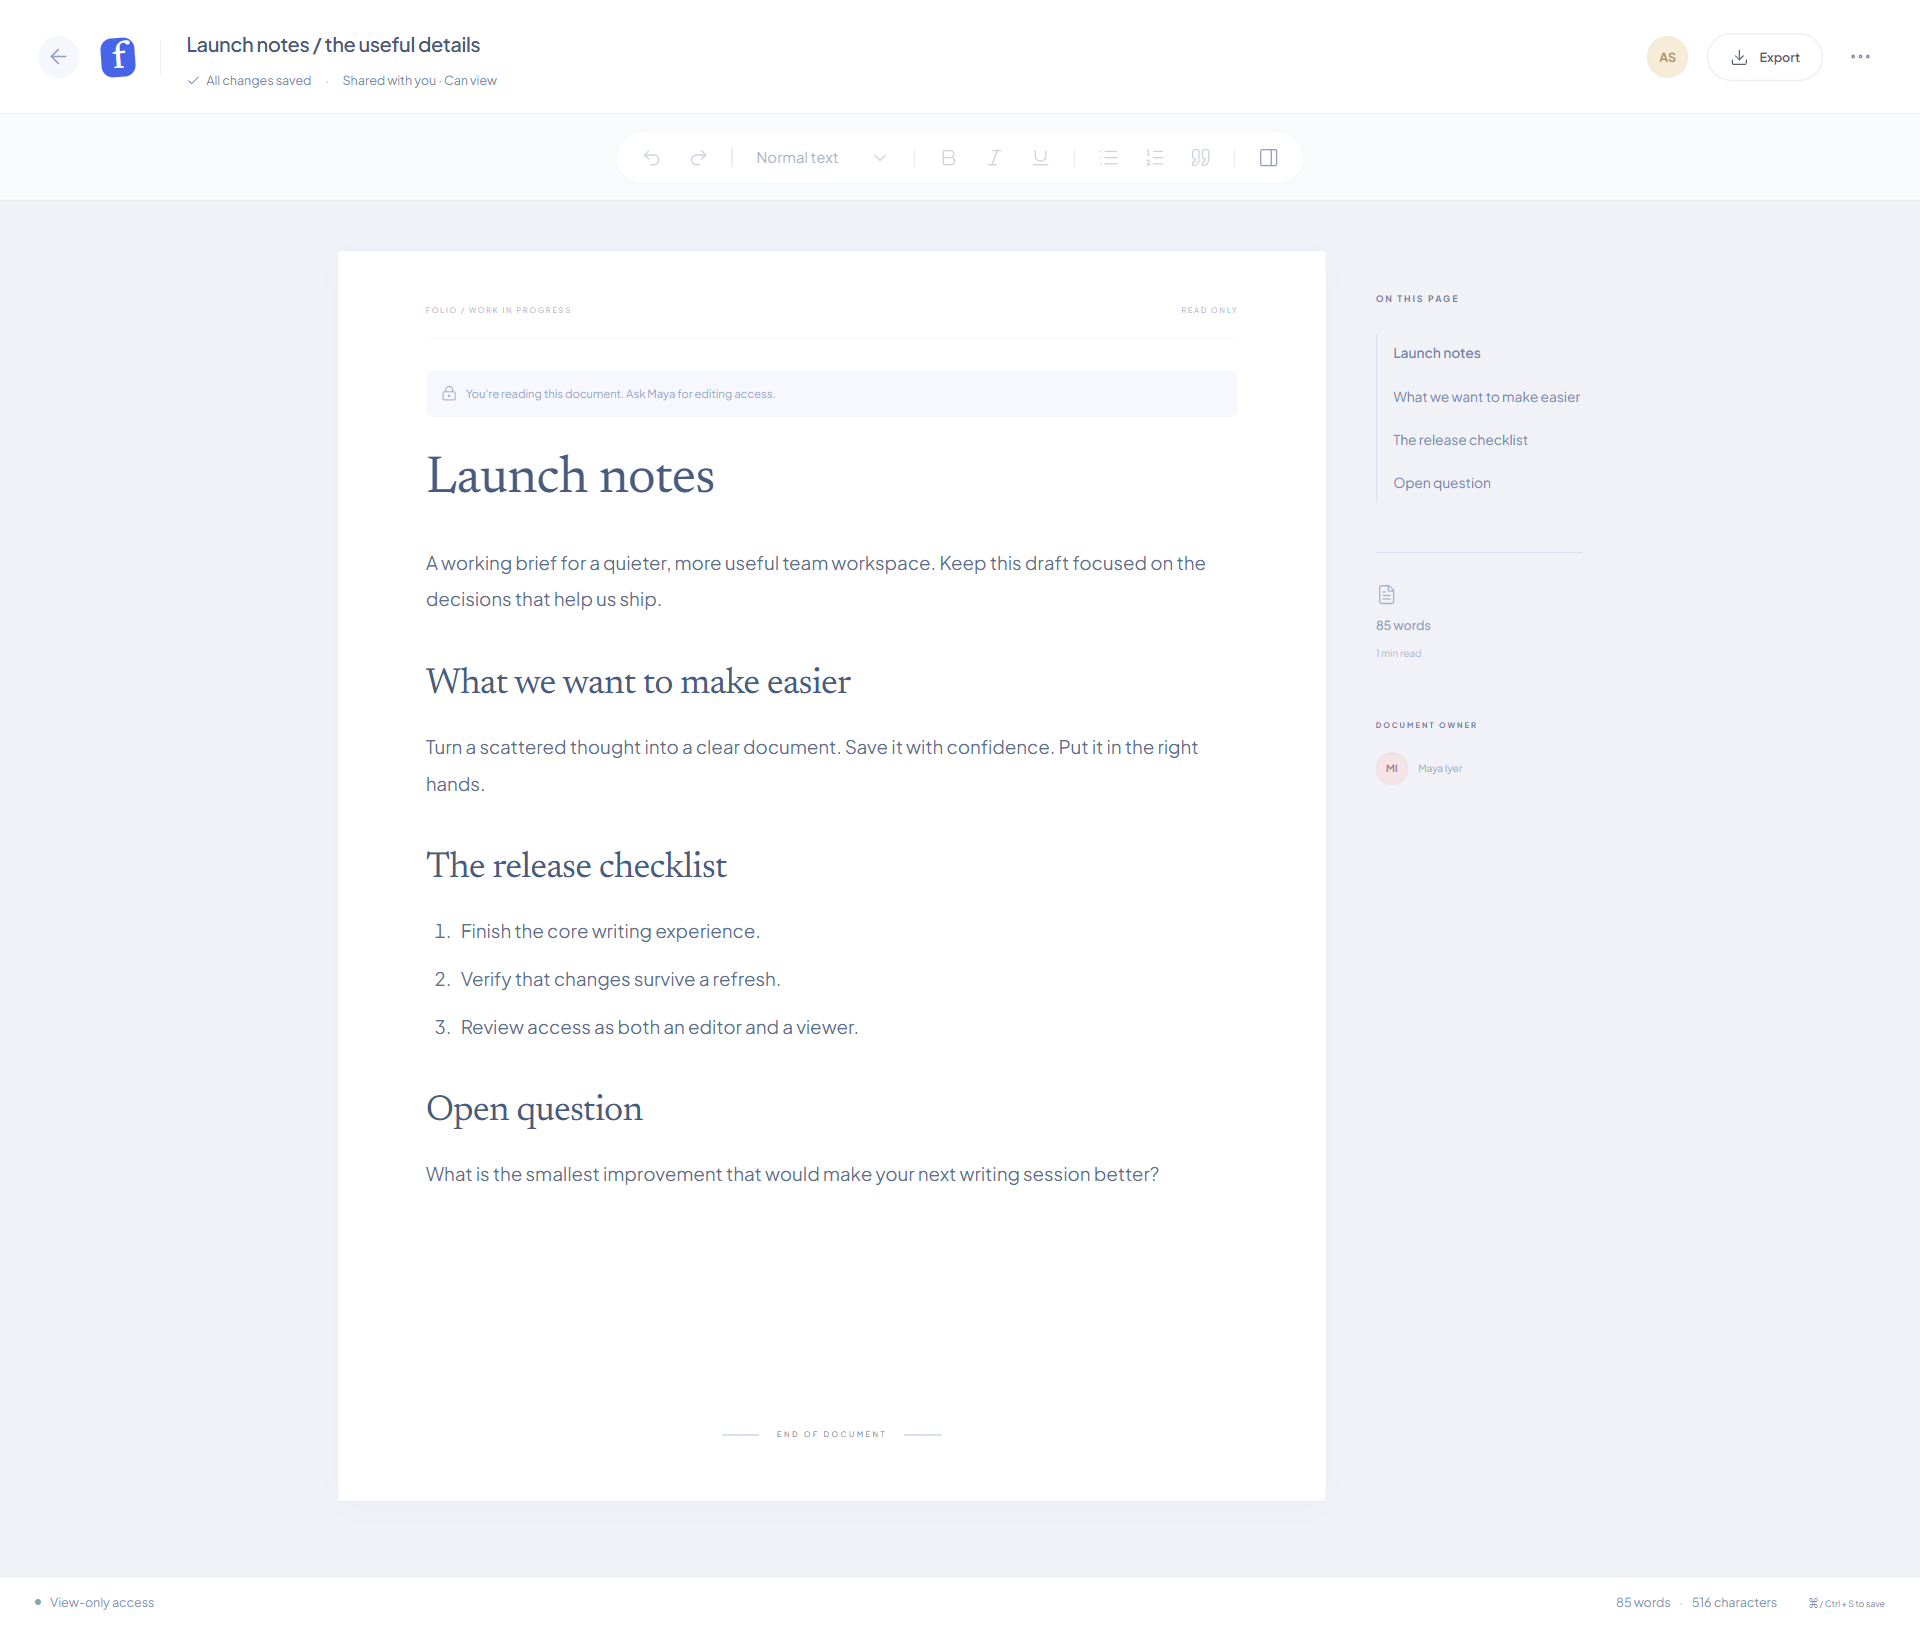 f
Launch notes / the useful details
All changes saved · Shared with you · Can view
AS
Export
Normal text
B I U
FOLIO / WORK IN PROGRESS
READ ONLY
You're reading this document. Ask Maya for editing access.
Launch notes
A working brief for a quieter, more useful team workspace. Keep this draft focused on the
decisions that help us ship.
What we want to make easier
Turn a scattered thought into a clear document. Save it with confidence. Put it in the right
hands.
The release checklist
1. Finish the core writing experience.
2. Verify that changes survive a refresh.
3. Review access as both an editor and a viewer.
Open question
What is the smallest improvement that would make your next writing session better?
END OF DOCUMENT
ON THIS PAGE
Launch notes
What we want to make easier
The release checklist
Open question
85 words
1 min read
DOCUMENT OWNER
MI
Maya Iyer
View-only access
85 words · 516 characters
⌘ / Ctrl + S to save